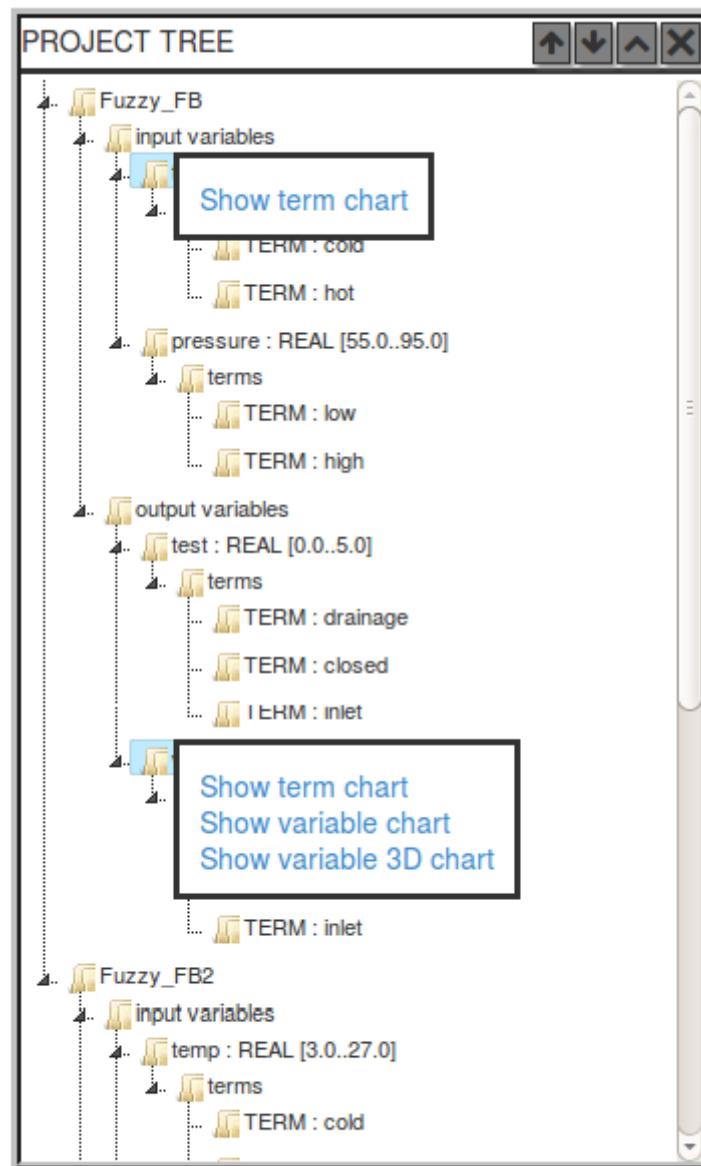 PROJECT TREE
Fuzzy_FB
input variables
Show term chart
TERM : cold
TERM : hot
pressure : REAL [55.0..95.0]
terms
TERM : low
TERM : high
output variables
test : REAL [0.0..5.0]
terms
TERM : drainage
TERM : closed
TERM : inlet
Show term chart
Show variable chart
Show variable 3D chart
TERM : inlet
Fuzzy_FB2
input variables
temp : REAL [3.0..27.0]
terms
TERM : cold